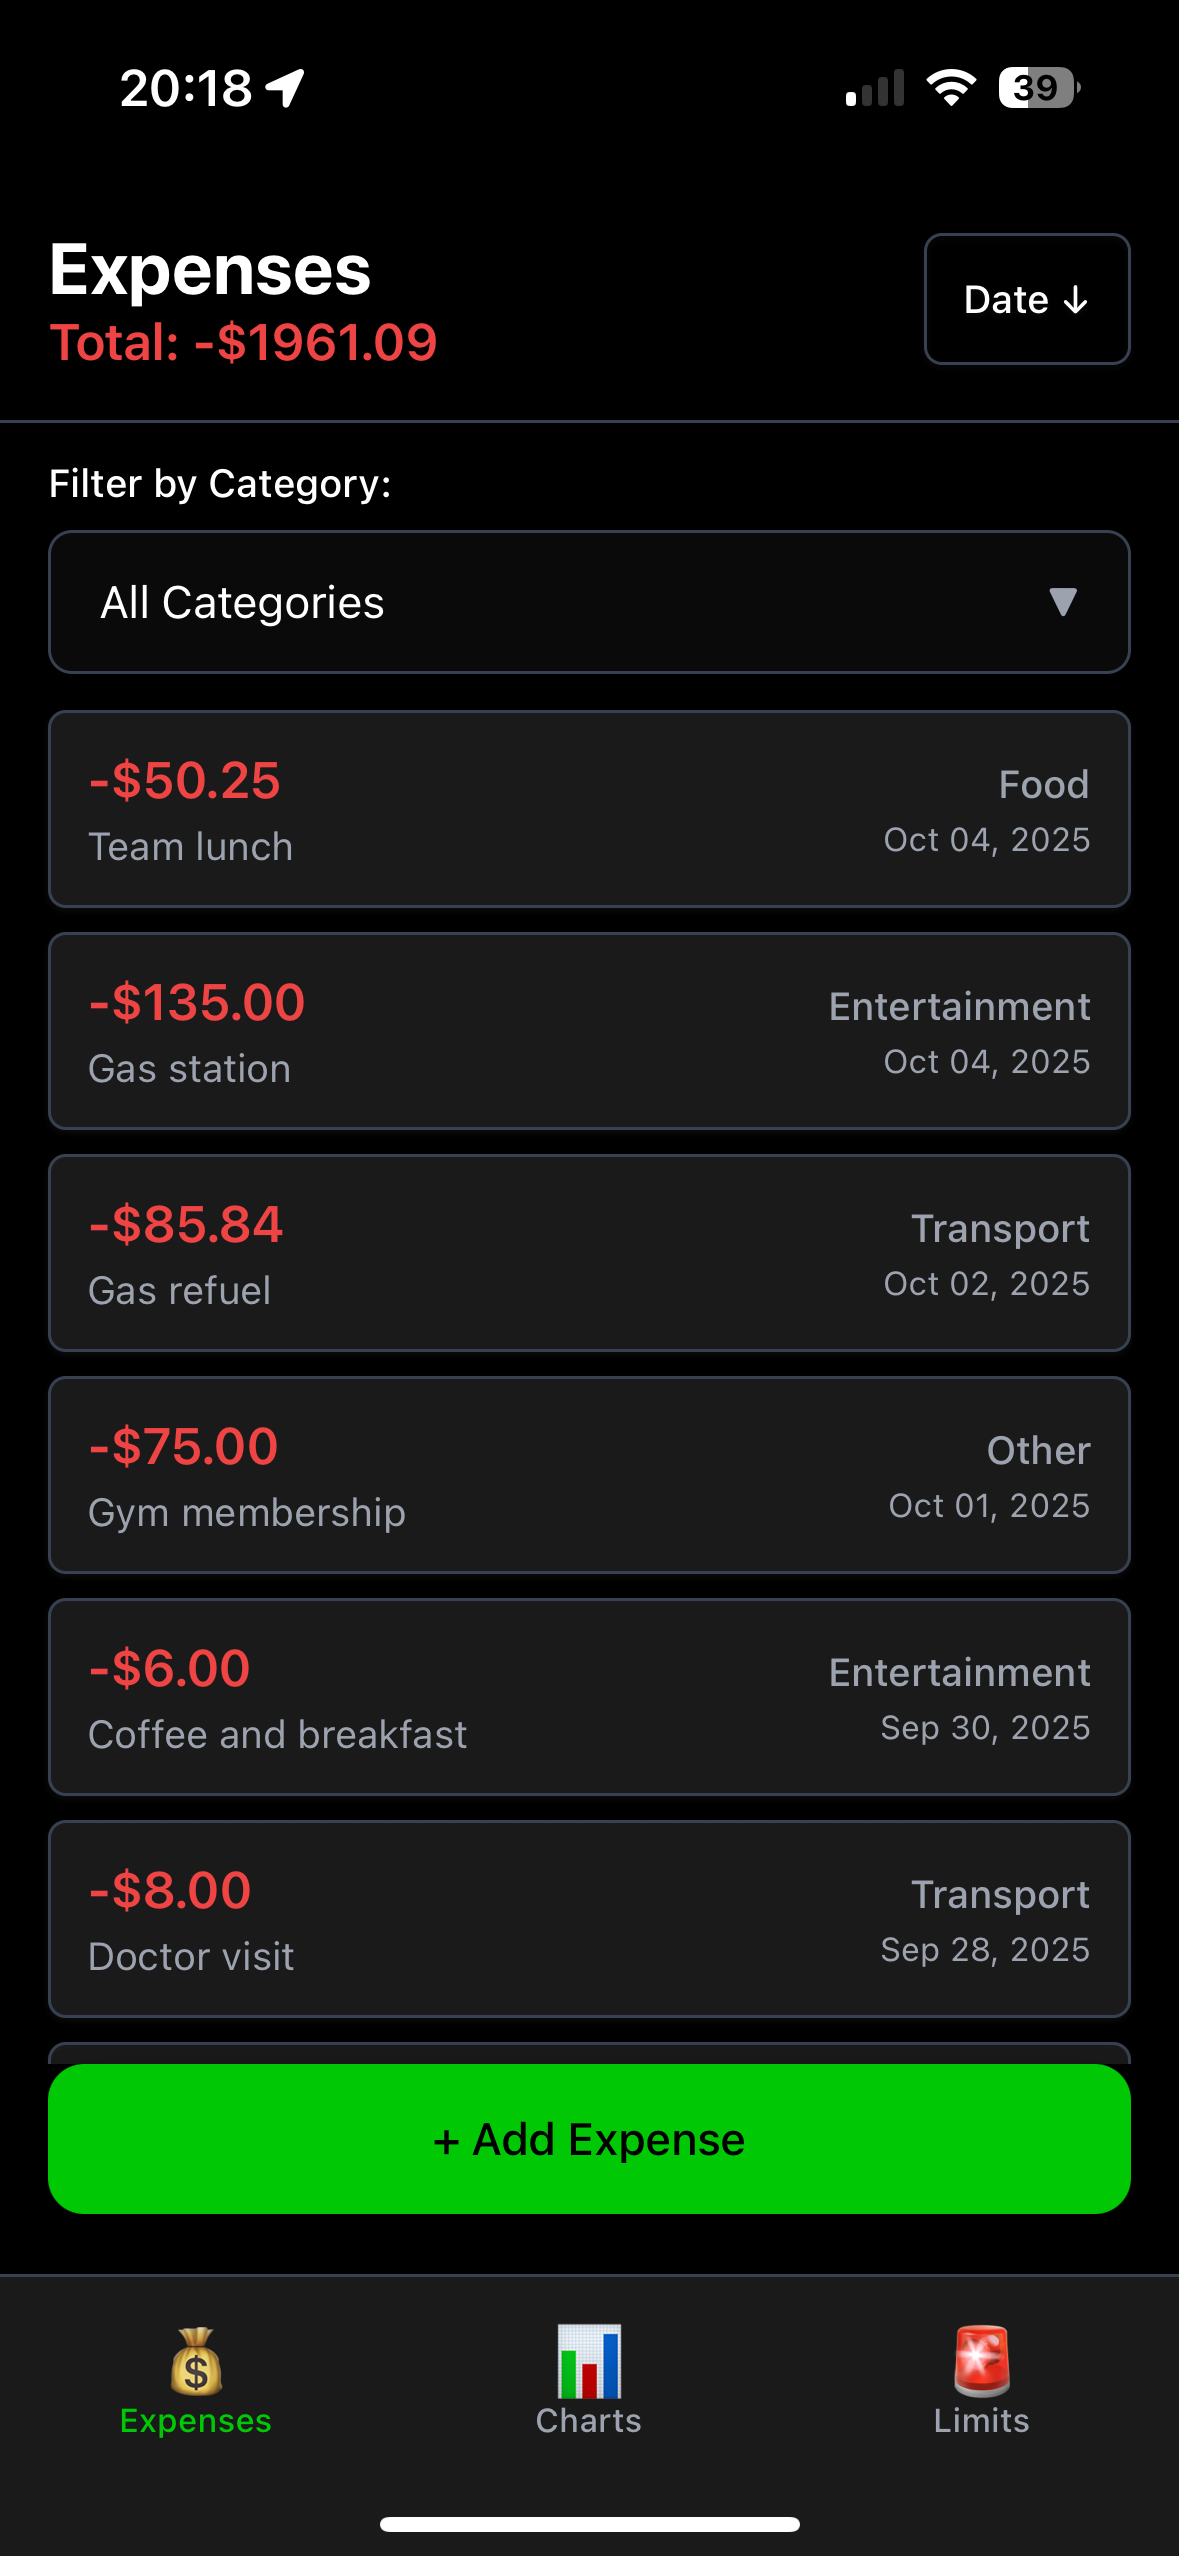 20:18
39
Expenses
Total: -$1961.09
Date ↓
Filter by Category:
All Categories ▼
-$50.25
Team lunch
Food
Oct 04, 2025
-$135.00
Gas station
Entertainment
Oct 04, 2025
-$85.84
Gas refuel
Transport
Oct 02, 2025
-$75.00
Gym membership
Other
Oct 01, 2025
-$6.00
Coffee and breakfast
Entertainment
Sep 30, 2025
-$8.00
Doctor visit
Transport
Sep 28, 2025
+ Add Expense
Expenses
Charts
Limits